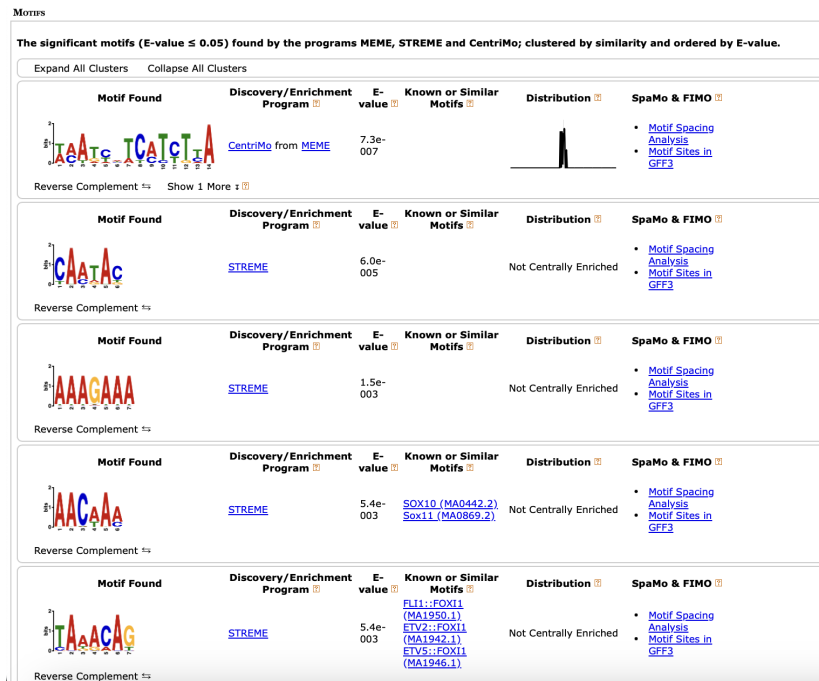 MOTIFS
The significant motifs (E-value ≤ 0.05) found by the programs MEME, STREME and CentriMo; clustered by similarity and ordered by E-value.
Expand All Clusters Collapse All Clusters
Motif Found Discovery/Enrichment Program ? E-value ? Known or Similar Motifs ? Distribution ? SpaMo & FIMO ?
CentriMo from MEME 7.3e-007
• Motif Spacing Analysis
• Motif Sites in GFF3
Reverse Complement ⇆ Show 1 More ↧ ?
Motif Found Discovery/Enrichment Program ? E-value ? Known or Similar Motifs ? Distribution ? SpaMo & FIMO ?
CAATAC
STREME 6.0e-005 Not Centrally Enriched
• Motif Spacing Analysis
• Motif Sites in GFF3
Reverse Complement ⇆
Motif Found Discovery/Enrichment Program ? E-value ? Known or Similar Motifs ? Distribution ? SpaMo & FIMO ?
AAAGAAA
STREME 1.5e-003 Not Centrally Enriched
• Motif Spacing Analysis
• Motif Sites in GFF3
Reverse Complement ⇆
Motif Found Discovery/Enrichment Program ? E-value ? Known or Similar Motifs ? Distribution ? SpaMo & FIMO ?
AACAAA
STREME 5.4e-003 SOX10 (MA0442.2) Not Centrally Enriched
Sox11 (MA0869.2)
• Motif Spacing Analysis
• Motif Sites in GFF3
Reverse Complement ⇆
Motif Found Discovery/Enrichment Program ? E-value ? Known or Similar Motifs ? Distribution ? SpaMo & FIMO ?
TAAACAG
STREME 5.4e-003 Not Centrally Enriched
FLI1::FOXI1 (MA1950.1)
ETV2::FOXI1 (MA1942.1)
ETV5::FOXI1 (MA1946.1)
• Motif Spacing Analysis
• Motif Sites in GFF3
Reverse Complement ⇆